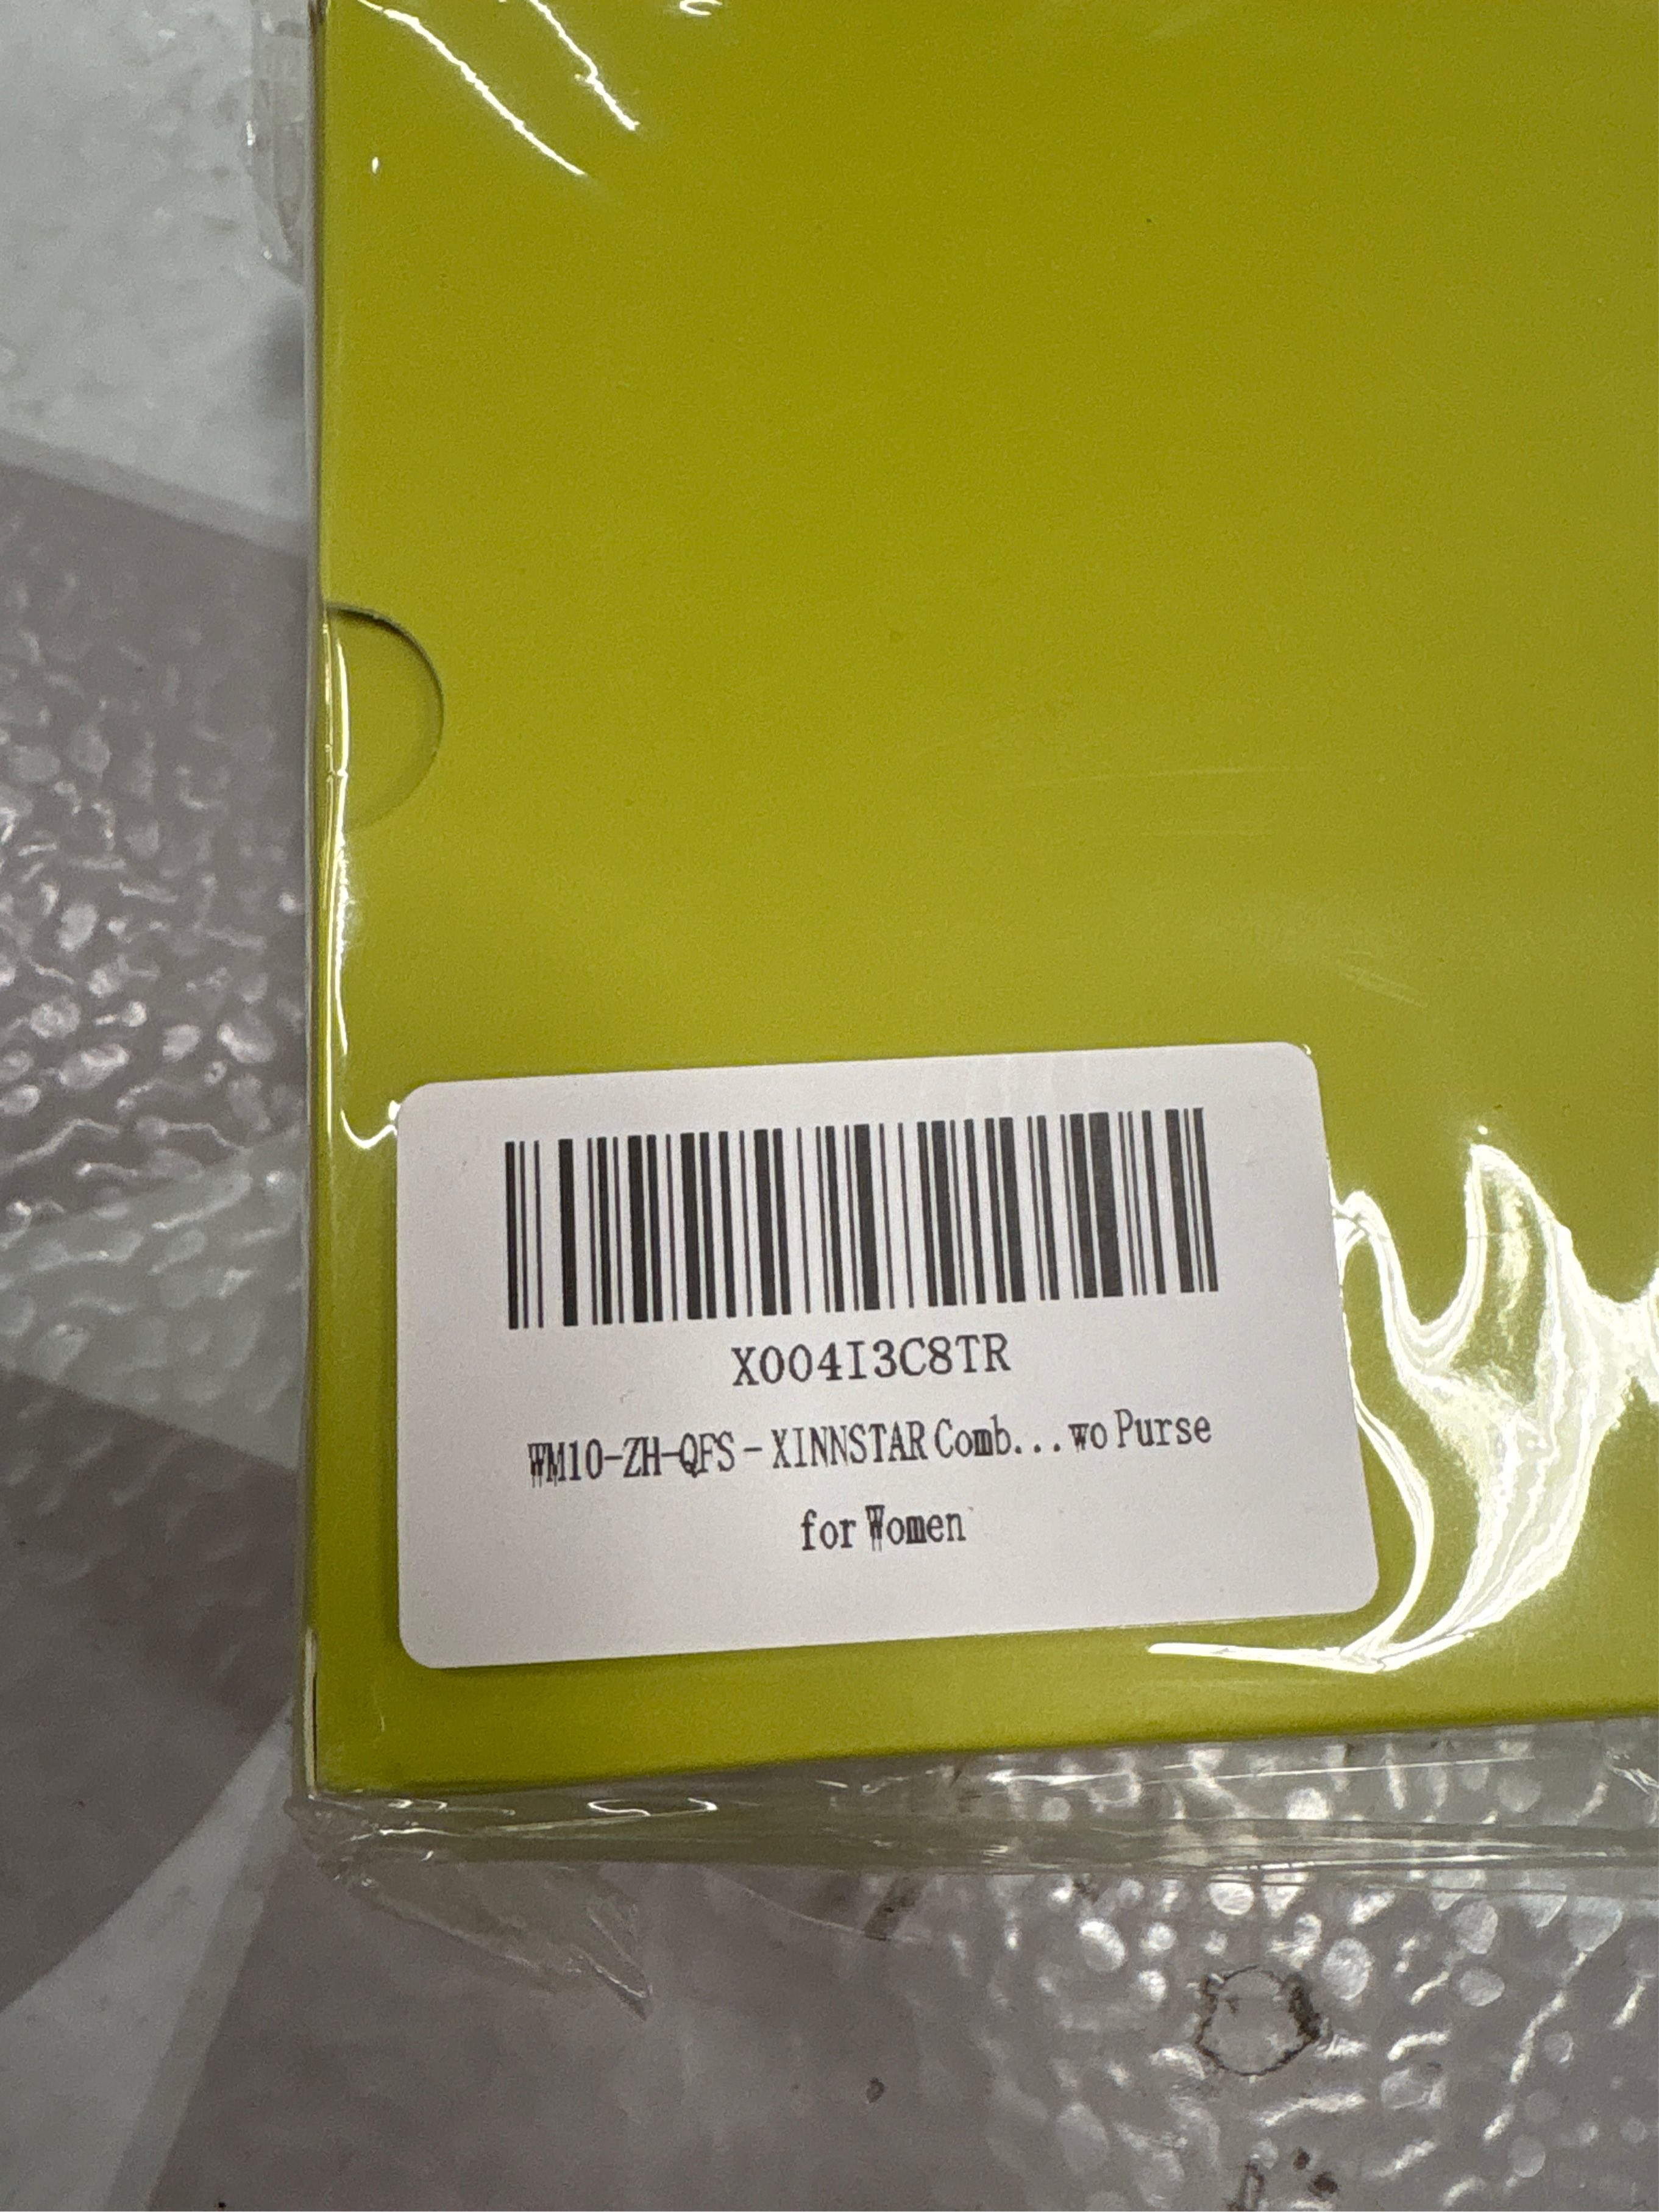 X004I3C8TR
WM10-ZH-QFS - XINNSTAR Comb...wo Purse
for Women